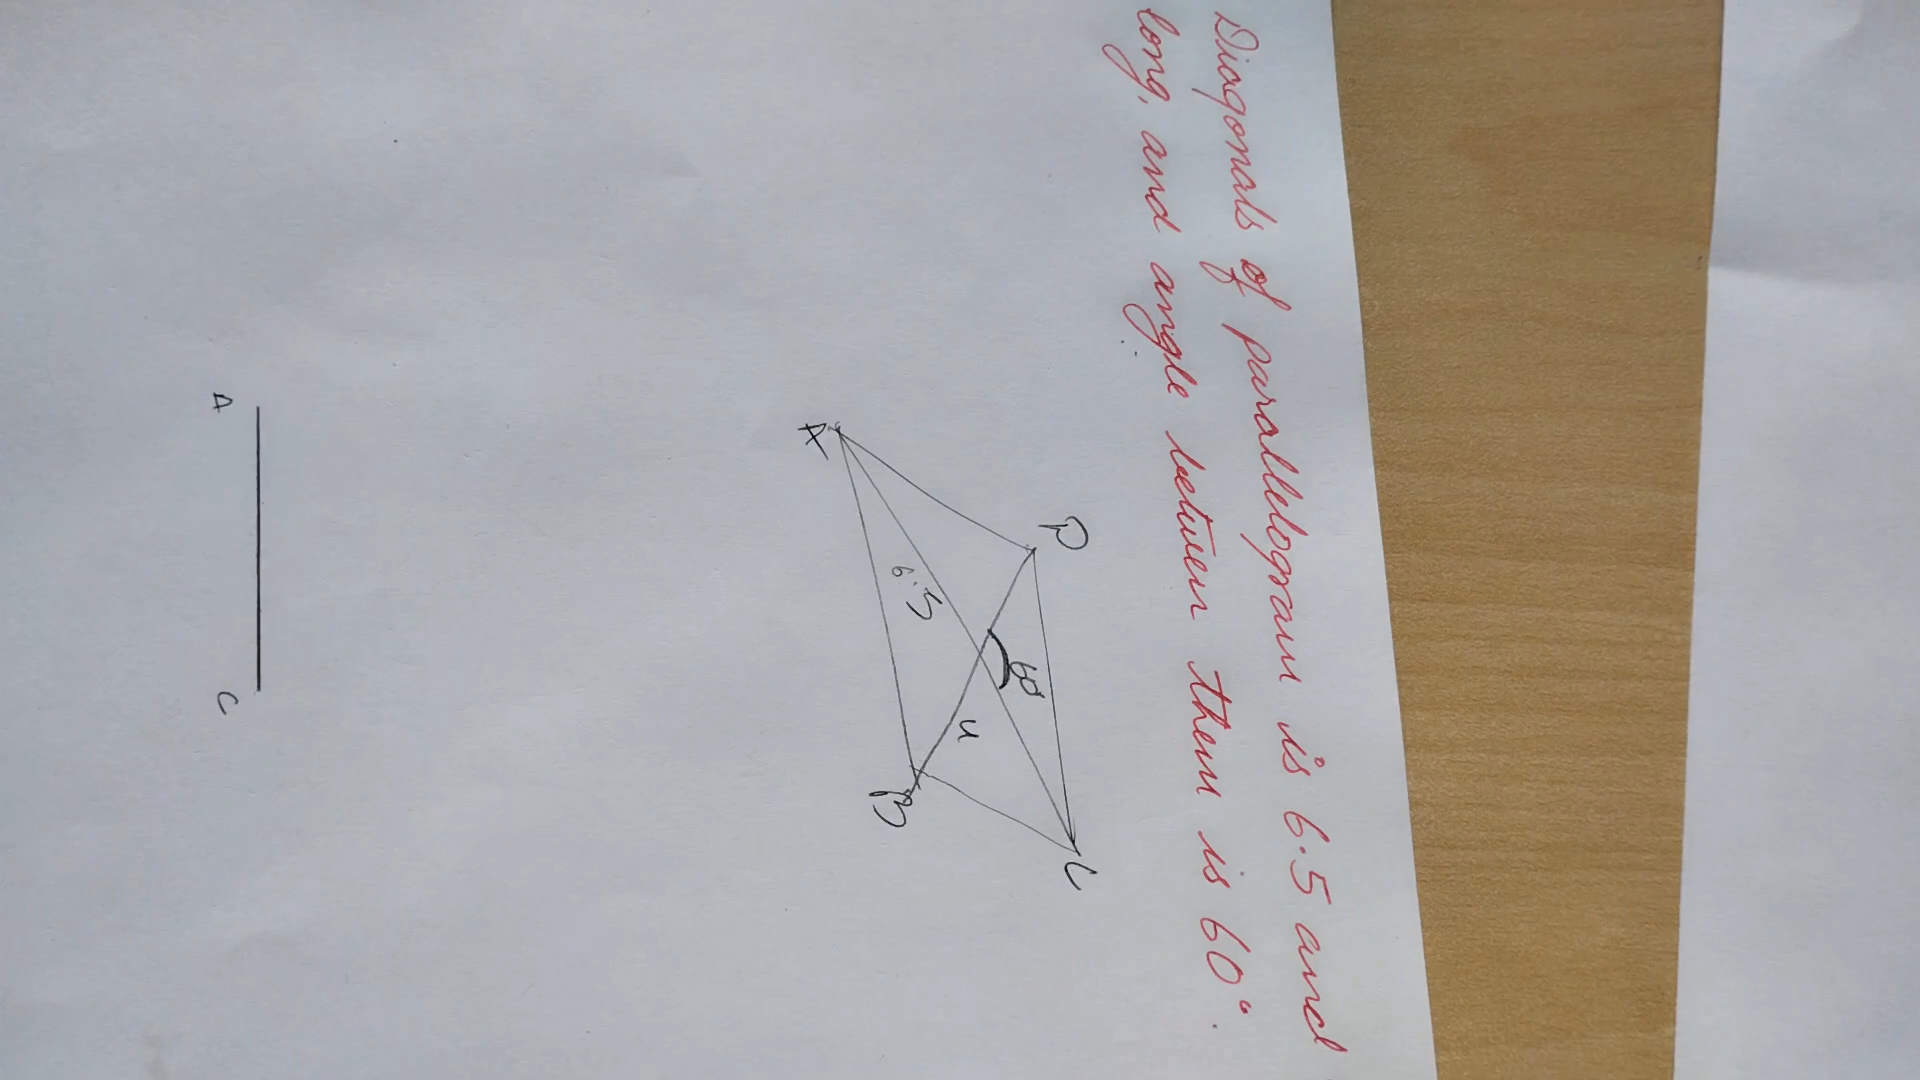 Diagonals of parallelogram is 6.5 and
long, and angle between them is 60°.
D
C
60°
6.5
4
A
B
A
C